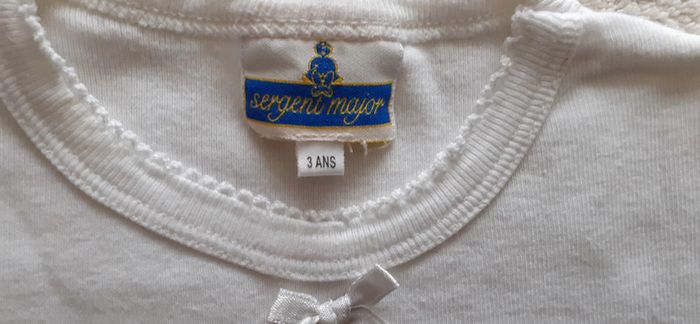 sergent major
3 ANS